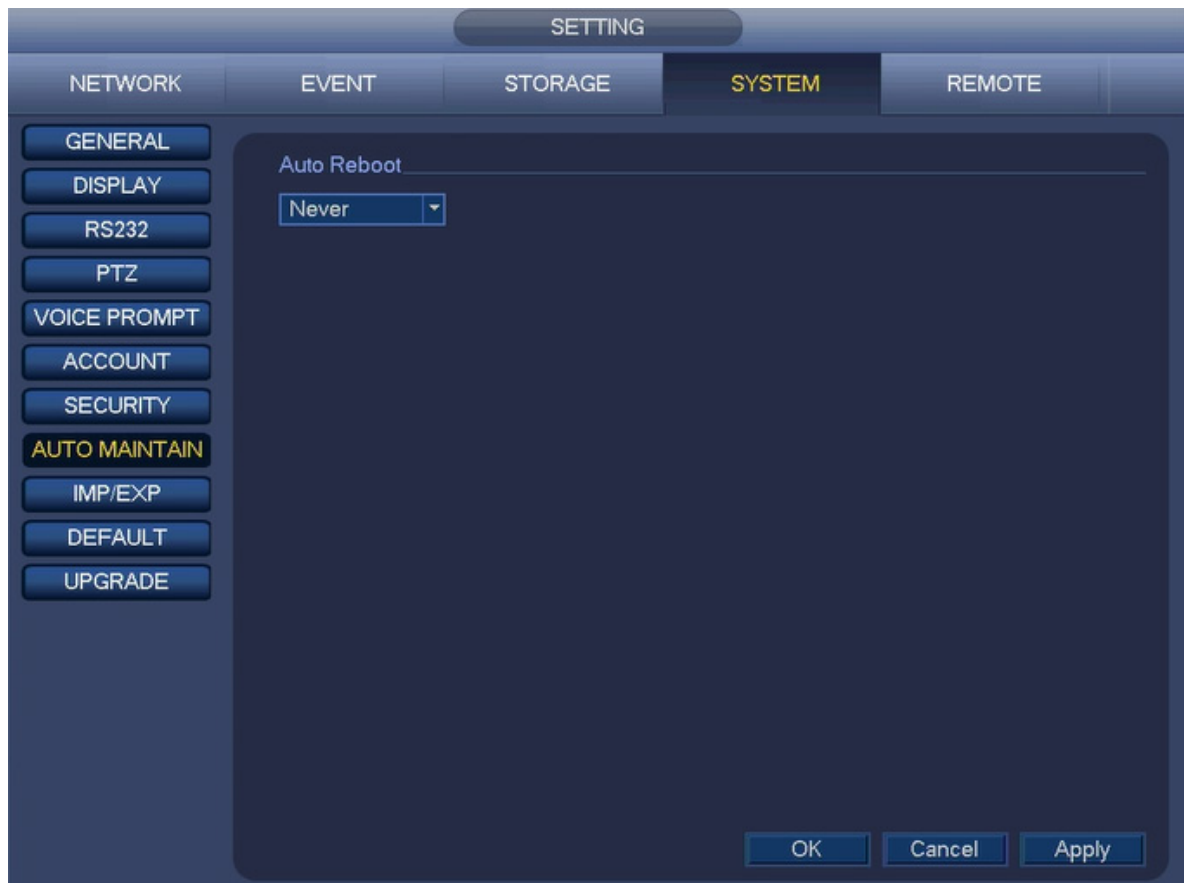 SETTING
NETWORK EVENT STORAGE SYSTEM REMOTE
GENERAL
DISPLAY
RS232
PTZ
VOICE PROMPT
ACCOUNT
SECURITY
AUTO MAINTAIN
IMP/EXP
DEFAULT
UPGRADE
Auto Reboot
Never
OK Cancel Apply